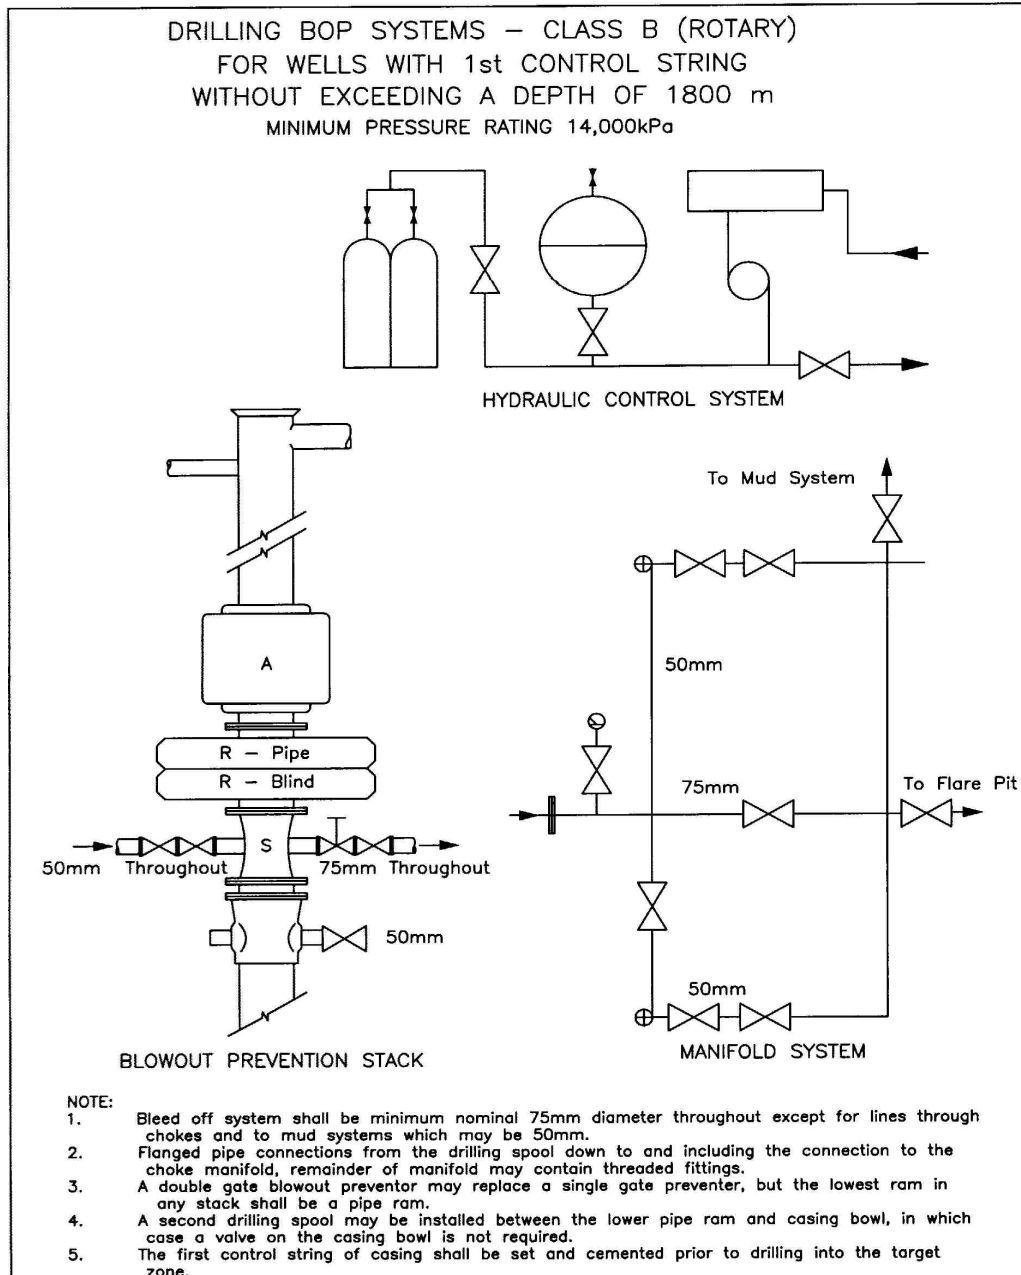 DRILLING BOP SYSTEMS – CLASS B (ROTARY)
FOR WELLS WITH 1st CONTROL STRING
WITHOUT EXCEEDING A DEPTH OF 1800 m
MINIMUM PRESSURE RATING 14,000kPa
HYDRAULIC CONTROL SYSTEM
To Mud System
A
50mm
R – Pipe
R – Blind
75mm
To Flare Pit
S
50mm Throughout
75mm Throughout
50mm
50mm
N
N
N
BLOWOUT PREVENTION STACK
MANIFOLD SYSTEM
NOTE:
1. Bleed off system shall be minimum nominal 75mm diameter throughout except for lines through
chokes and to mud systems which may be 50mm.
2. Flanged pipe connections from the drilling spool down to and including the connection to the
choke manifold, remainder of manifold may contain threaded fittings.
3. A double gate blowout preventor may replace a single gate preventer, but the lowest ram in
any stack shall be a pipe ram.
4. A second drilling spool may be installed between the lower pipe ram and casing bowl, in which
case a valve on the casing bowl is not required.
5. The first control string of casing shall be set and cemented prior to drilling into the target
zone.